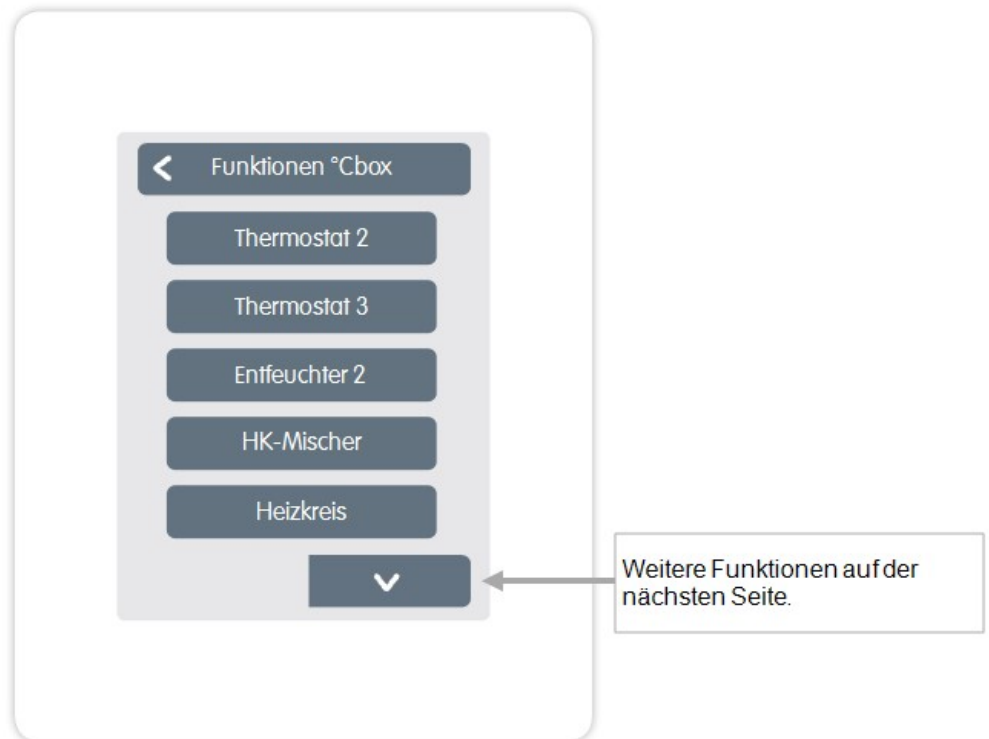 Funktionen °Cbox
Thermostat 2
Thermostat 3
Entfeuchter 2
HK-Mischer
Heizkreis
Weitere Funktionen auf der
nächsten Seite.